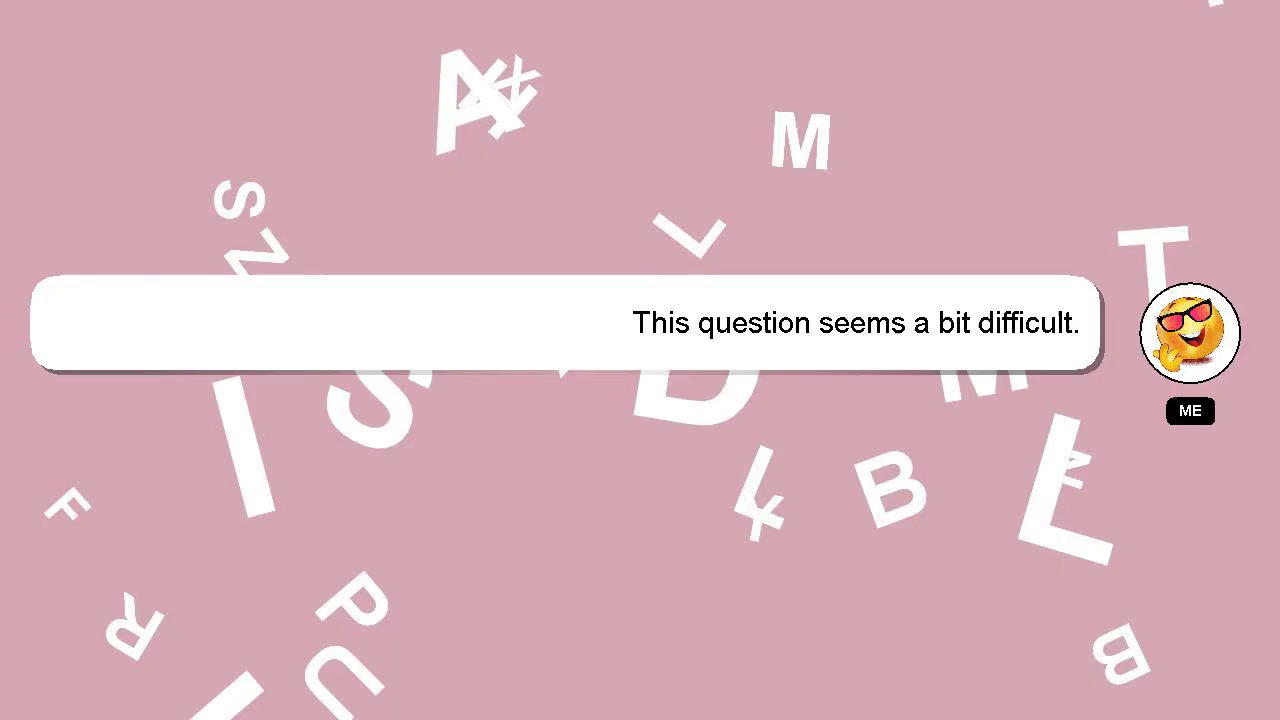 This question seems a bit difficult.
ME
A
M
S
Z
L
T
I
S
D
M
L
B
L
F
P
R
U
B